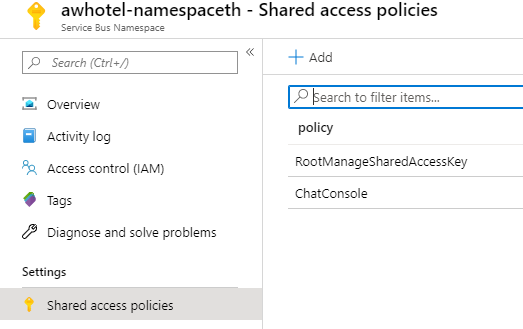 awhotel-namespaceth - Shared access policies
Service Bus Namespace
Search (Ctrl+/)
Overview
Activity log
Access control (IAM)
Tags
Diagnose and solve problems
Settings
Shared access policies
Add
Search to filter items...
policy
RootManageSharedAccessKey
ChatConsole